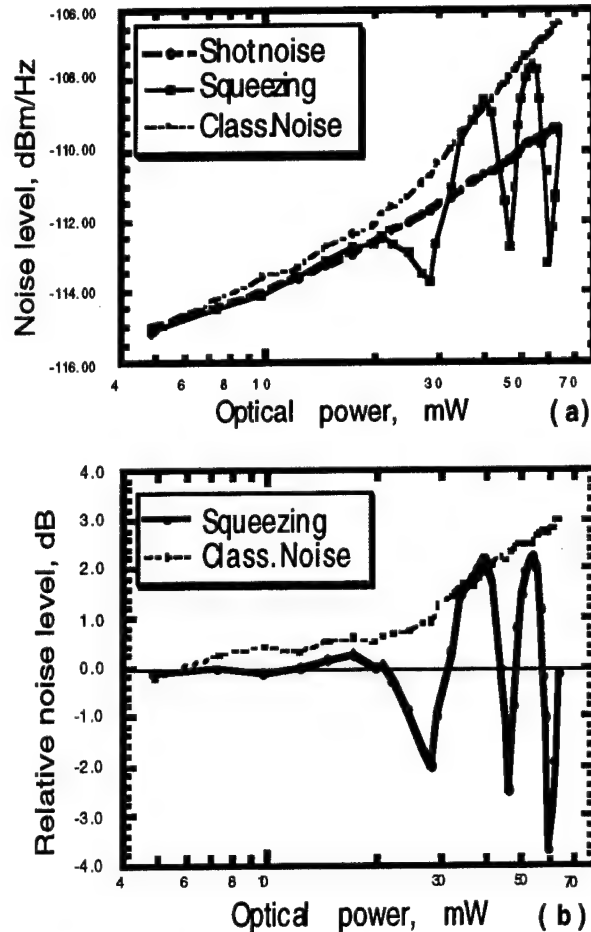 -106.00
-108.00
-110.00
-112.00
-114.00
-116.00
Noise level, dBm/Hz
Shotnoise
Squeezing
Class.Noise
4 6 8 10 30 50 70
Optical power, mW (a)
4.0
3.0
2.0
1.0
0.0
-1.0
-2.0
-3.0
-4.0
Relative noise level, dB
Squeezing
Class.Noise
4 6 8 10 30 50 70
Optical power, mW (b)